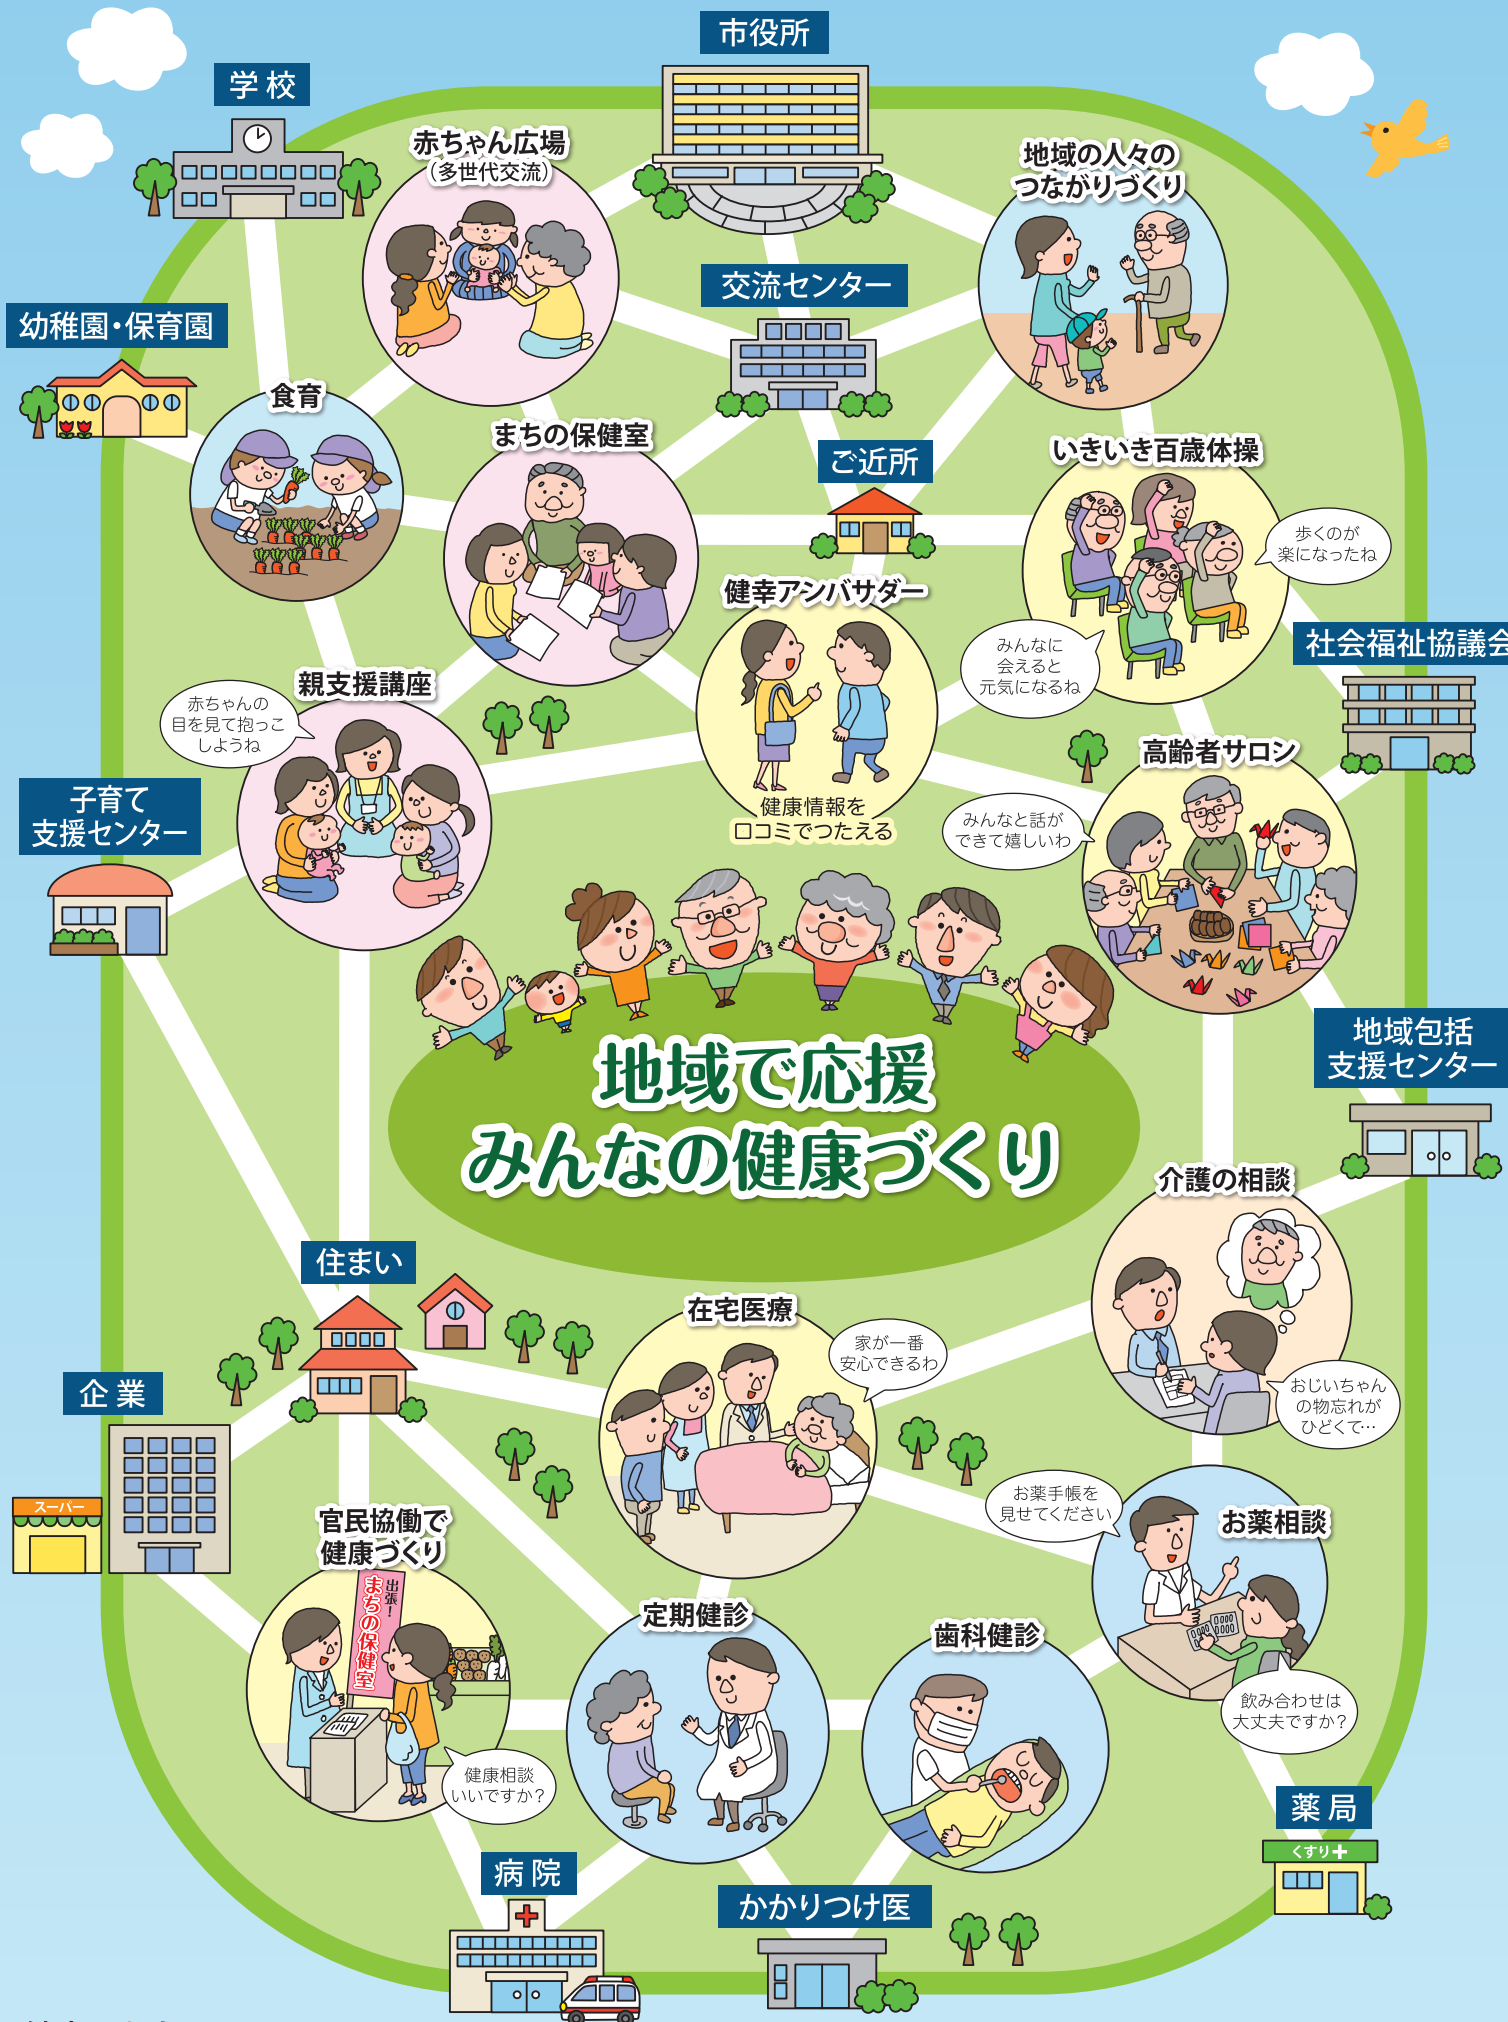 市役所
学校
赤ちゃん広場
(多世代交流)
地域の人々の
つながりづくり
交流センター
幼稚園・保育園
食育
まちの保健室
ご近所
いきいき百歳体操
歩くのが
楽になったね
健幸アンバサダー
健康情報を
口コミでつたえる
みんなに
会えると
元気になるね
社会福祉協議会
親支援講座
赤ちゃんの
目を見て抱っこ
しようね
高齢者サロン
みんなと話が
できて嬉しいわ
子育て
支援センター
地域で応援
みんなの健康づくり
地域包括
支援センター
介護の相談
おじいちゃん
の物忘れが
ひどくて…
住まい
在宅医療
家が一番
安心できるわ
企業
スーパー
官民協働で
健康づくり
出張!
まちの保健室
健康相談
いいですか?
お薬手帳を
見せてください
お薬相談
飲み合わせは
大丈夫ですか?
定期健診
歯科健診
薬局
くすり
病院
かかりつけ医